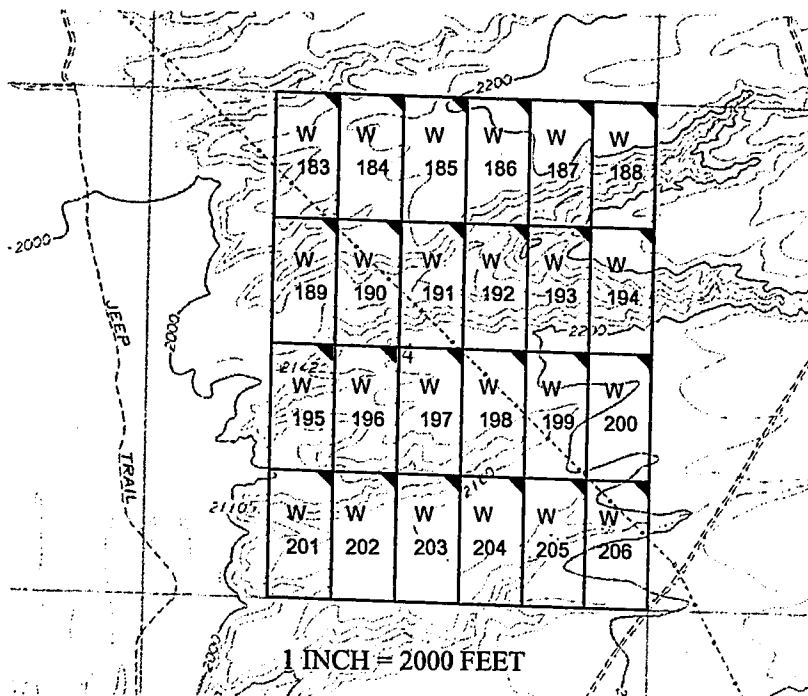 2200
W W W W W W
183 184 185 186 187 188
2000
W W W W W W
189 190 191 192 193 194
JEEP
2000
2200
4
2142
W W W W W W
195 196 197 198 199 200
TRAIL
2110
2160
W W W W W W
201 202 203 204 205 206
2000
1 INCH = 2000 FEET